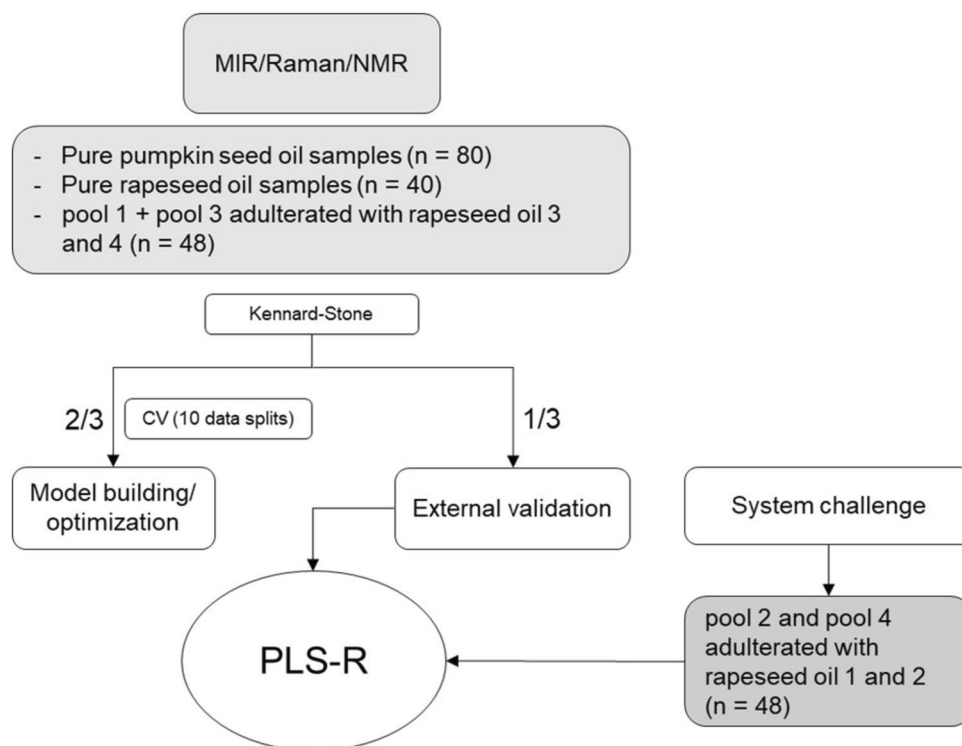 MIR/Raman/NMR
- Pure pumpkin seed oil samples (n = 80)
- Pure rapeseed oil samples (n = 40)
- pool 1 + pool 3 adulterated with rapeseed oil 3
and 4 (n = 48)
Kennard-Stone
2/3
CV (10 data splits)
1/3
Model building/
optimization
External validation
System challenge
PLS-R
pool 2 and pool 4
adulterated with
rapeseed oil 1 and 2
(n = 48)